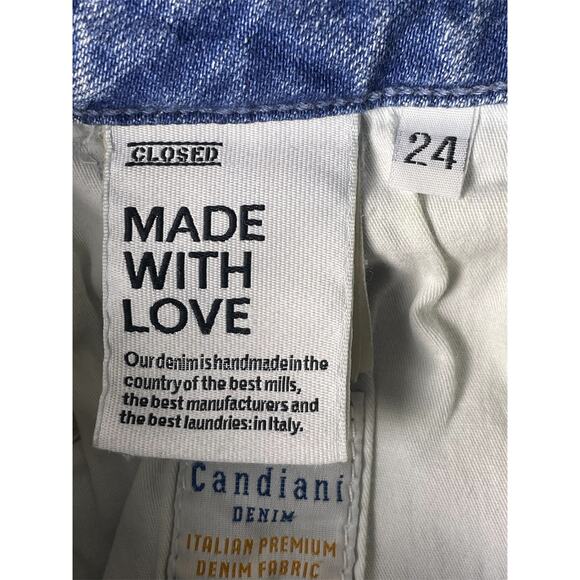 CLOSED
24
MADE
WITH
LOVE
Our denim is handmade in the
country of the best mills,
the best manufacturers and
the best laundries: in Italy.
Candiani
DENIM
ITALIAN PREMIUM
DENIM FABRIC